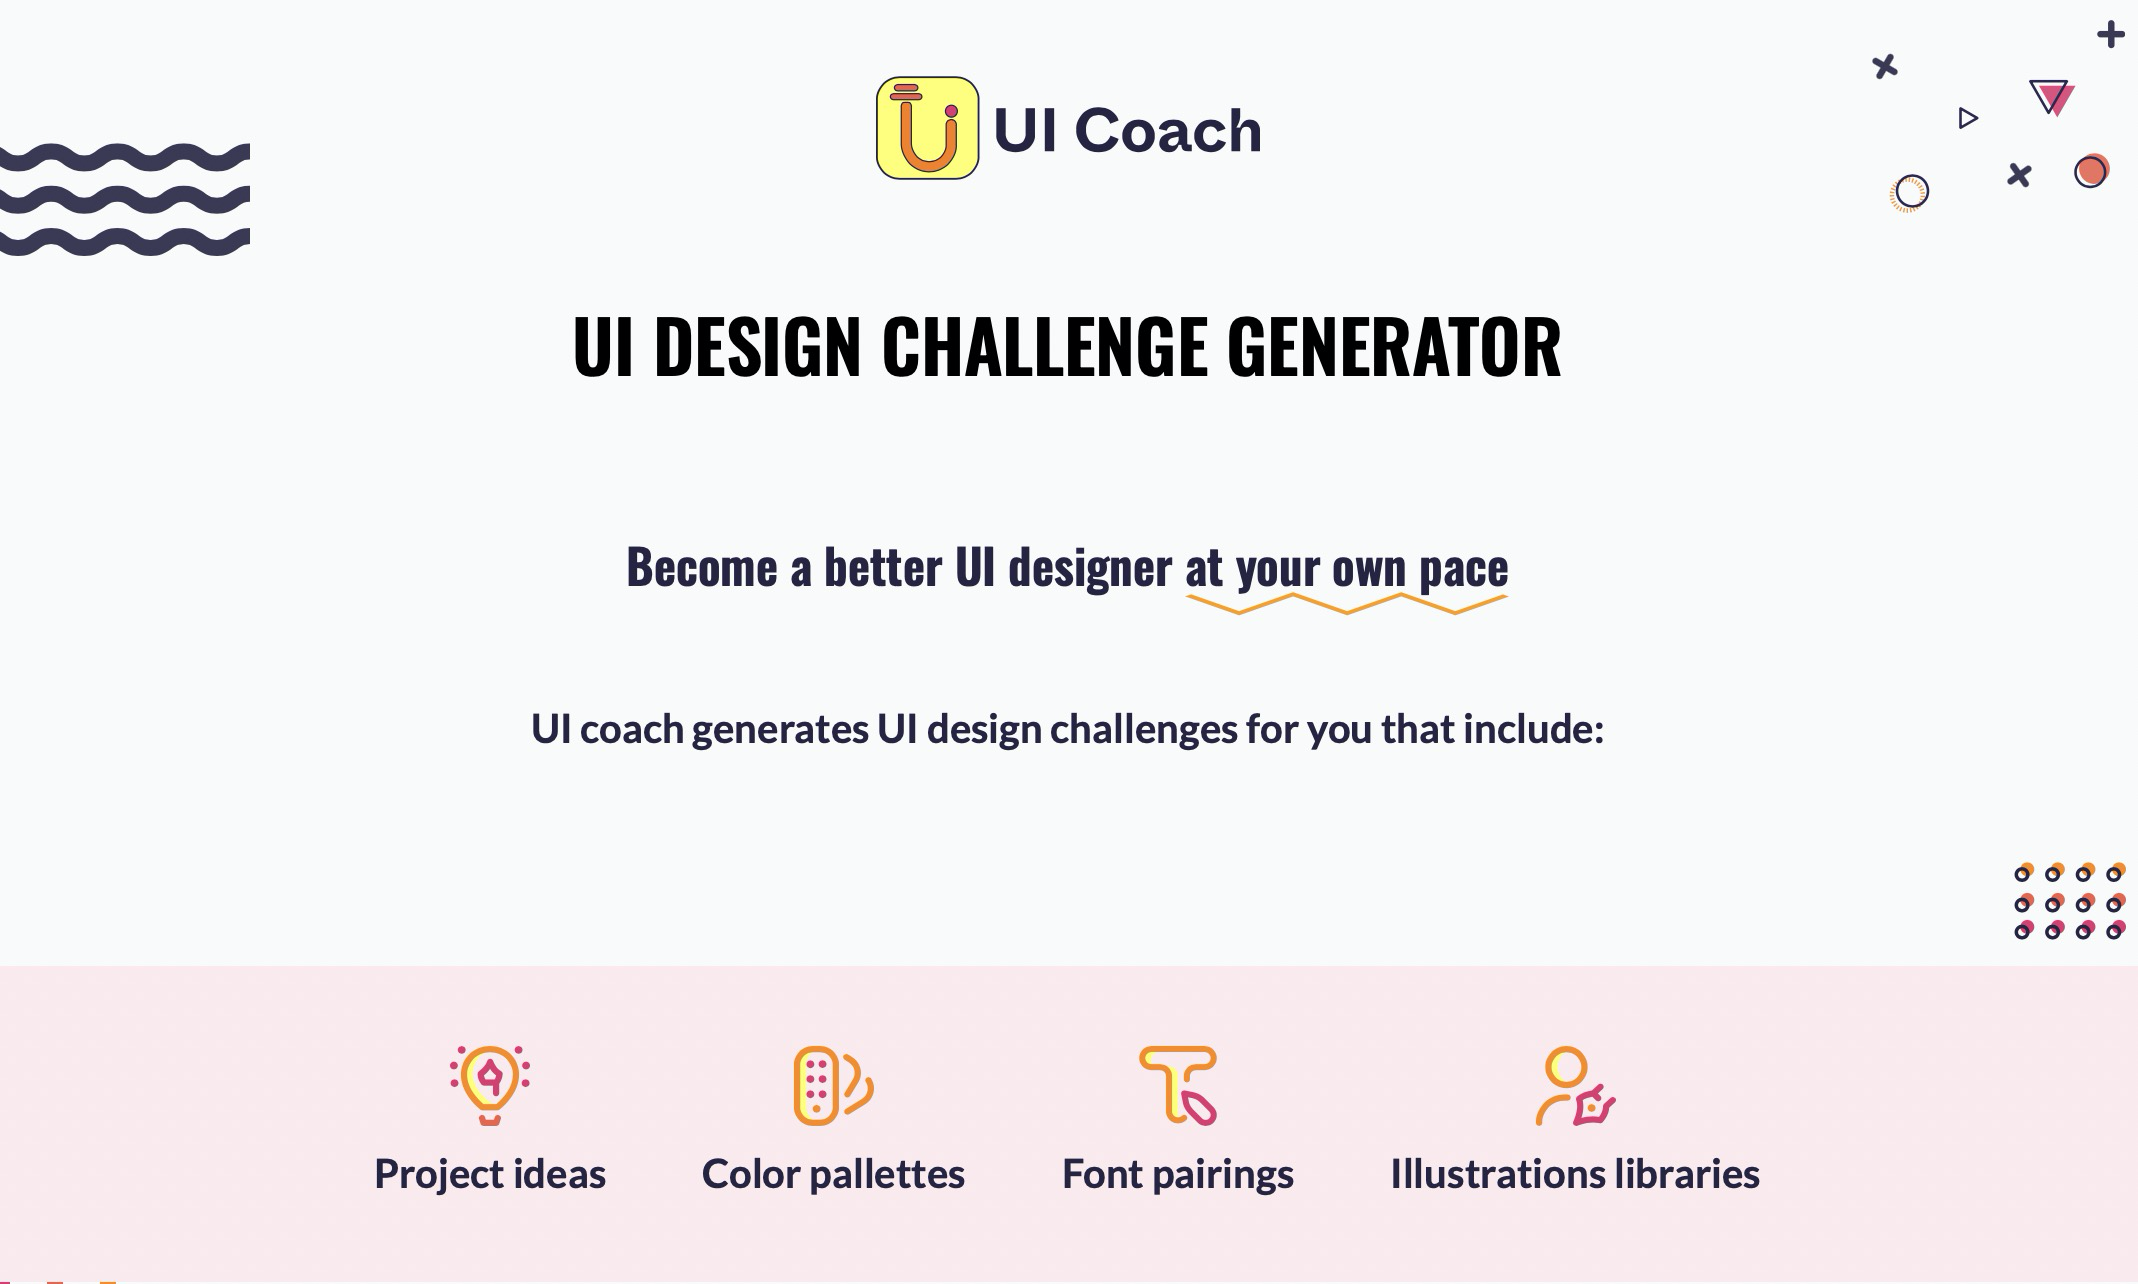 UI Coach
UI DESIGN CHALLENGE GENERATOR
Become a better UI designer at your own pace
UI coach generates UI design challenges for you that include:
Project ideas
Color pallettes
Font pairings
Illustrations libraries